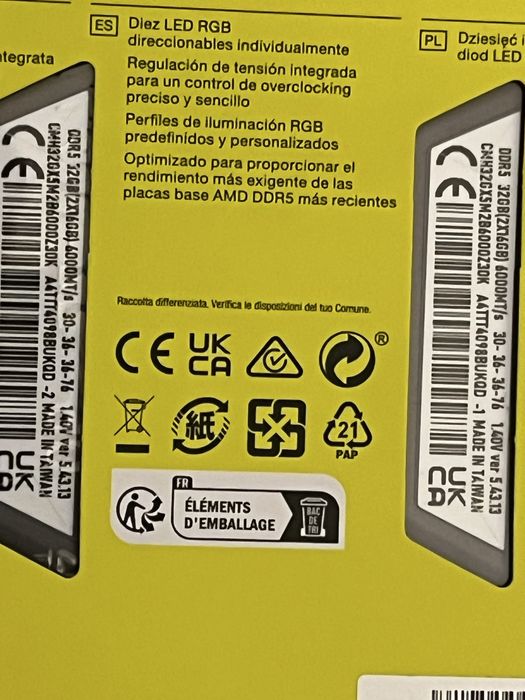 ntegrata
ES Diez LED RGB
direccionables individualmente
Regulación de tensión integrada
para un control de overclocking
preciso y sencillo
Perfiles de iluminación RGB
predefinidos y personalizados
Optimizado para proporcionar el
rendimiento más exigente de las
placas base AMD DDR5 más recientes
PL Dziesięć i
diod LED
DDR5 32GB(2X16GB) 6000MT/s 30-36-36-76 1.40V ver 5.43.13
CMH32GX5M2B6000Z30K A4TT4098BUKQD -2 MADE IN TAIWAN
CE
UK
CA
DDR5 32GB(2X16GB) 6000MT/s 30-36-36-76 1.40V ver 5.43.13
CMH32GX5M2B6000Z30K A4TT4098BUKQD -1 MADE IN TAIWAN
CE
UK
CA
Raccolta differenziata. Verifica le disposizioni del tuo Comune.
CE
UK
CA
®
紙
21
PAP
FR
ÉLÉMENTS
D'EMBALLAGE
BAC
DE
TRI